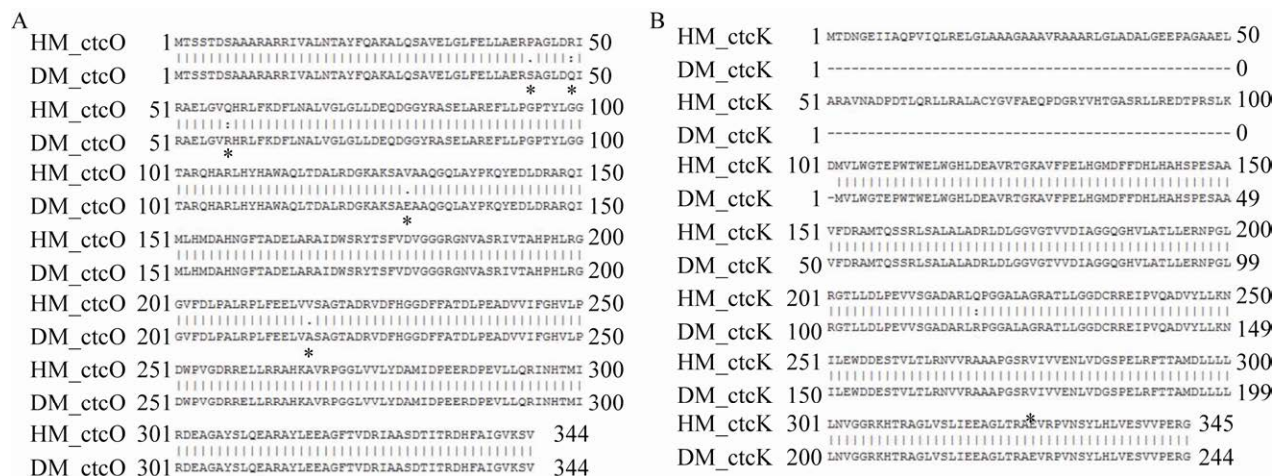 A
HM_ctcO 1 MTSSTDSAAARARRIVALNTAYFQAKALQSAVELGLFELLAERPAGLDRI 50
DM_ctcO 1 MTSSTDSAAARARRIVALNTAYFQAKALQSAVELGLFELLAERSAGLDQI 50
* *
HM_ctcO 51 RAELGVQHRLFKDFLNALVGLGLLDEQDGGYRASELAREFLLPGPTYLGG 100
DM_ctcO 51 RAELGVRHRLFKDFLNALVGLGLLDEQDGGYRASELAREFLLPGPTYLGG 100
*
HM_ctcO 101 TARQHARLHYHAWAQLTDALRDGKAKSAVAAQGQLAYPKQYEDLDRARQI 150
DM_ctcO 101 TARQHARLHYHAWAQLTDALRDGKAKSAEAAQGQLAYPKQYEDLDRARQI 150
*
HM_ctcO 151 MLHMDAHNGFTADELARAIDWSRYTSFVDVGGGRGNVASRIVTAHPHLRG 200
DM_ctcO 151 MLHMDAHNGFTADELARAIDWSRYTSFVDVGGGRGNVASRIVTAHPHLRG 200
HM_ctcO 201 GVFDLPALRPLFEELVVSAGTADRVDFHGGDFFATDLPEADVVIFGHVLP 250
DM_ctcO 201 GVFDLPALRPLFEELVASAGTADRVDFHGGDFFATDLPEADVVIFGHVLP 250
*
HM_ctcO 251 DWPVGDRRELLRRAHKAVRPGGLVVLYDAMIDPEERDPEVLLQRINHTMI 300
DM_ctcO 251 DWPVGDRRELLRRAHKAVRPGGLVVLYDAMIDPEERDPEVLLQRINHTMI 300
HM_ctcO 301 RDEAGAYSLQEARAYLEEAGFTVDRIAASDTITRDHFAIGVKSV 344
DM_ctcO 301 RDEAGAYSLQEARAYLEEAGFTVDRIAASDTITRDHFAIGVKSV 344
B
HM_ctcK 1 MTDNGEIIAQPVIQLRELGLAAAGAAAVRAAARLGLADALGEEPAGAAEL 50
DM_ctcK 1 -------------------------------------------------- 0
HM_ctcK 51 ARAVNADPDTLQRLLRALACYGVFAEQPDGRYVHTGASRLLREDTPRSLK 100
DM_ctcK 1 -------------------------------------------------- 0
HM_ctcK 101 DMVLWGTEPWTWELWGHLDEAVRTGKAVFPELHGMDFFDHLHAHSPESAA 150
DM_ctcK 1 -MVLWGTEPWTWELWGHLDEAVRTGKAVFPELHGMDFFDHLHAHSPESAA 49
HM_ctcK 151 VFDRAMTQSSRLSALALADRLDLGGVGTVVDIAGGQGHVLATLLERNPGL 200
DM_ctcK 50 VFDRAMTQSSRLSALALADRLDLGGVGTVVDIAGGQGHVLATLLERNPGL 99
HM_ctcK 201 RGTLLDLPEVVSGADARLQPGGALAGRATLLGGDCRREIPVQADVYLLKN 250
DM_ctcK 100 RGTLLDLPEVVSGADARLRPGGALAGRATLLGGDCRREIPVQADVYLLKN 149
HM_ctcK 251 ILEWDDESTVLTLRNVVRAAAPGSRVIVVENLVDGSPELRFTTAMDLLLL 300
DM_ctcK 150 ILEWDDESTVLTLRNVVRAAAPGSRVIVVENLVDGSPELRFTTAMDLLLL 199
*
HM_ctcK 301 LNVGGRKHTRAGLVSLIEEAGLTRAEVRPVNSYLHLVESVVPERG 345
DM_ctcK 200 LNVGGRKHTRAGLVSLIEEAGLTRAEVRPVNSYLHLVESVVPERG 244